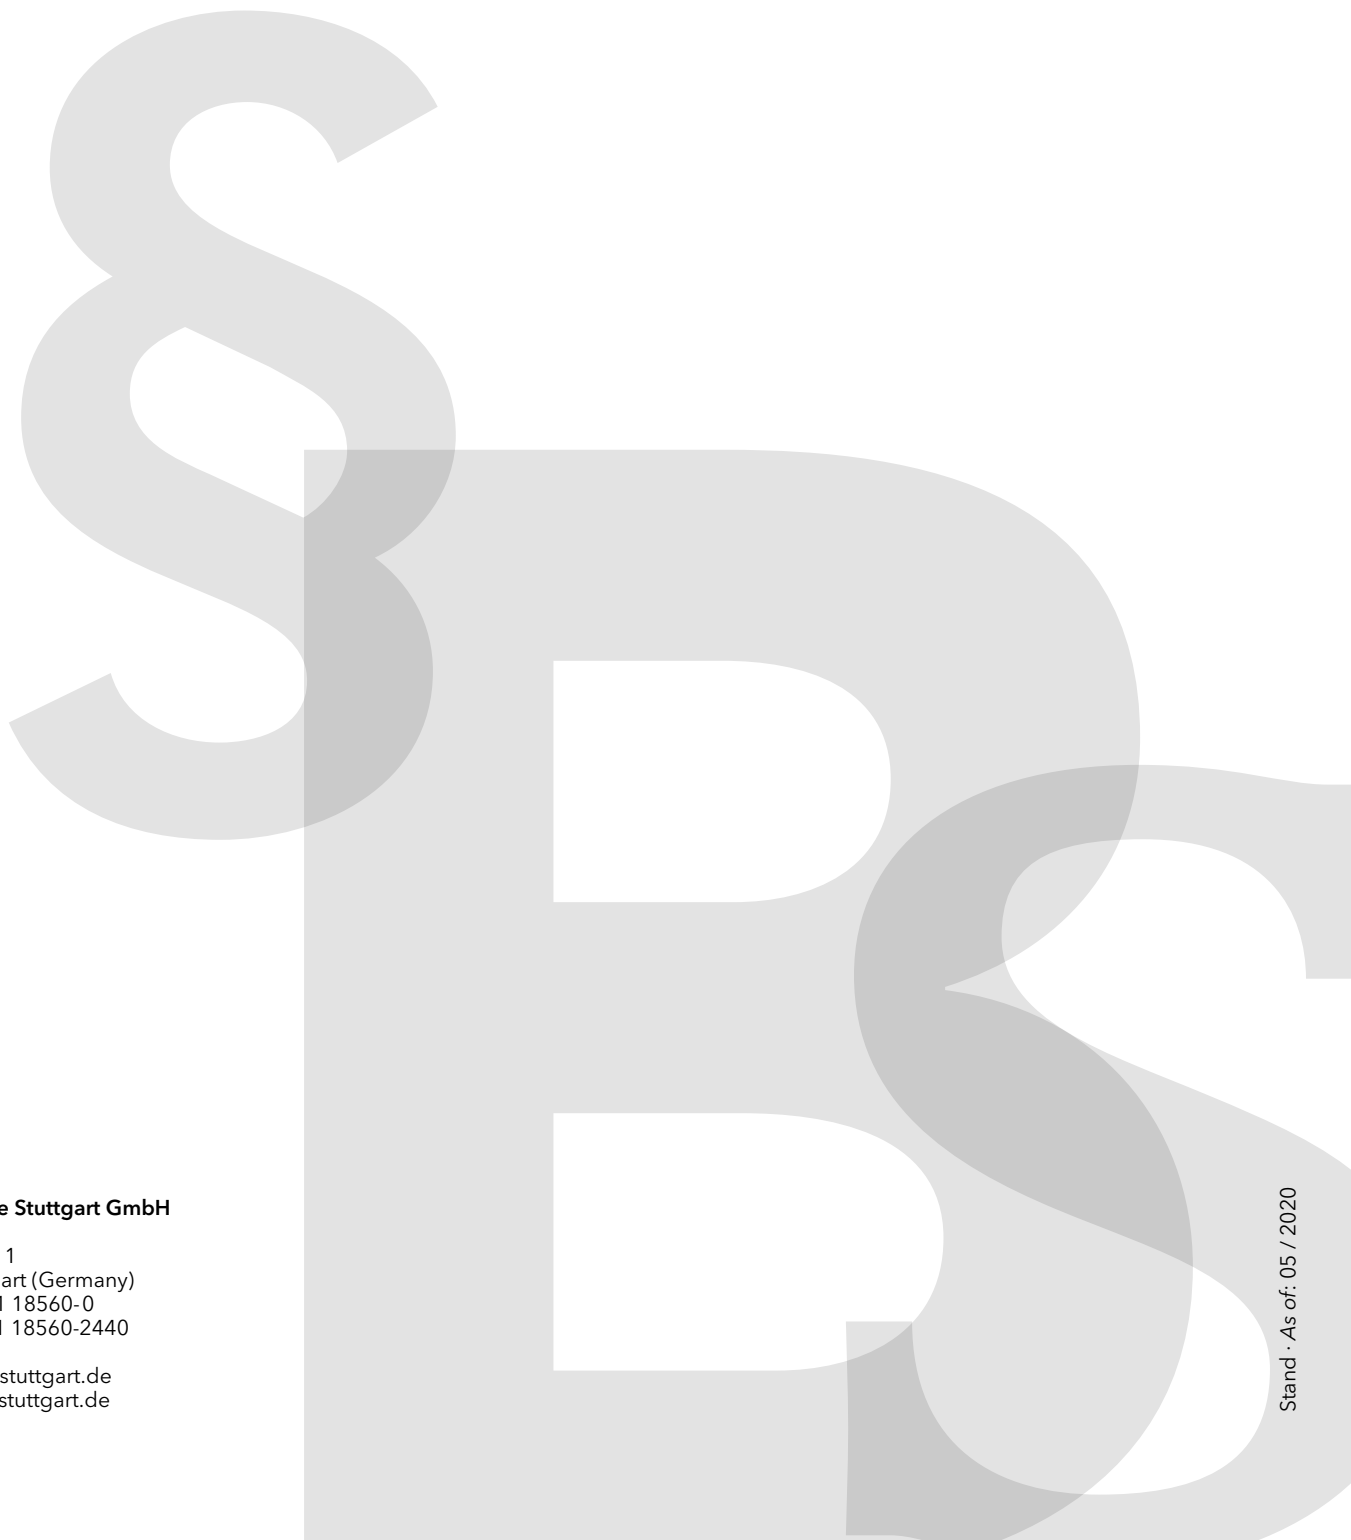 §
B
S
e Stuttgart GmbH
1
art (Germany)
1 18560-0
1 18560-2440
stuttgart.de
stuttgart.de
Stand · As of: 05 / 2020